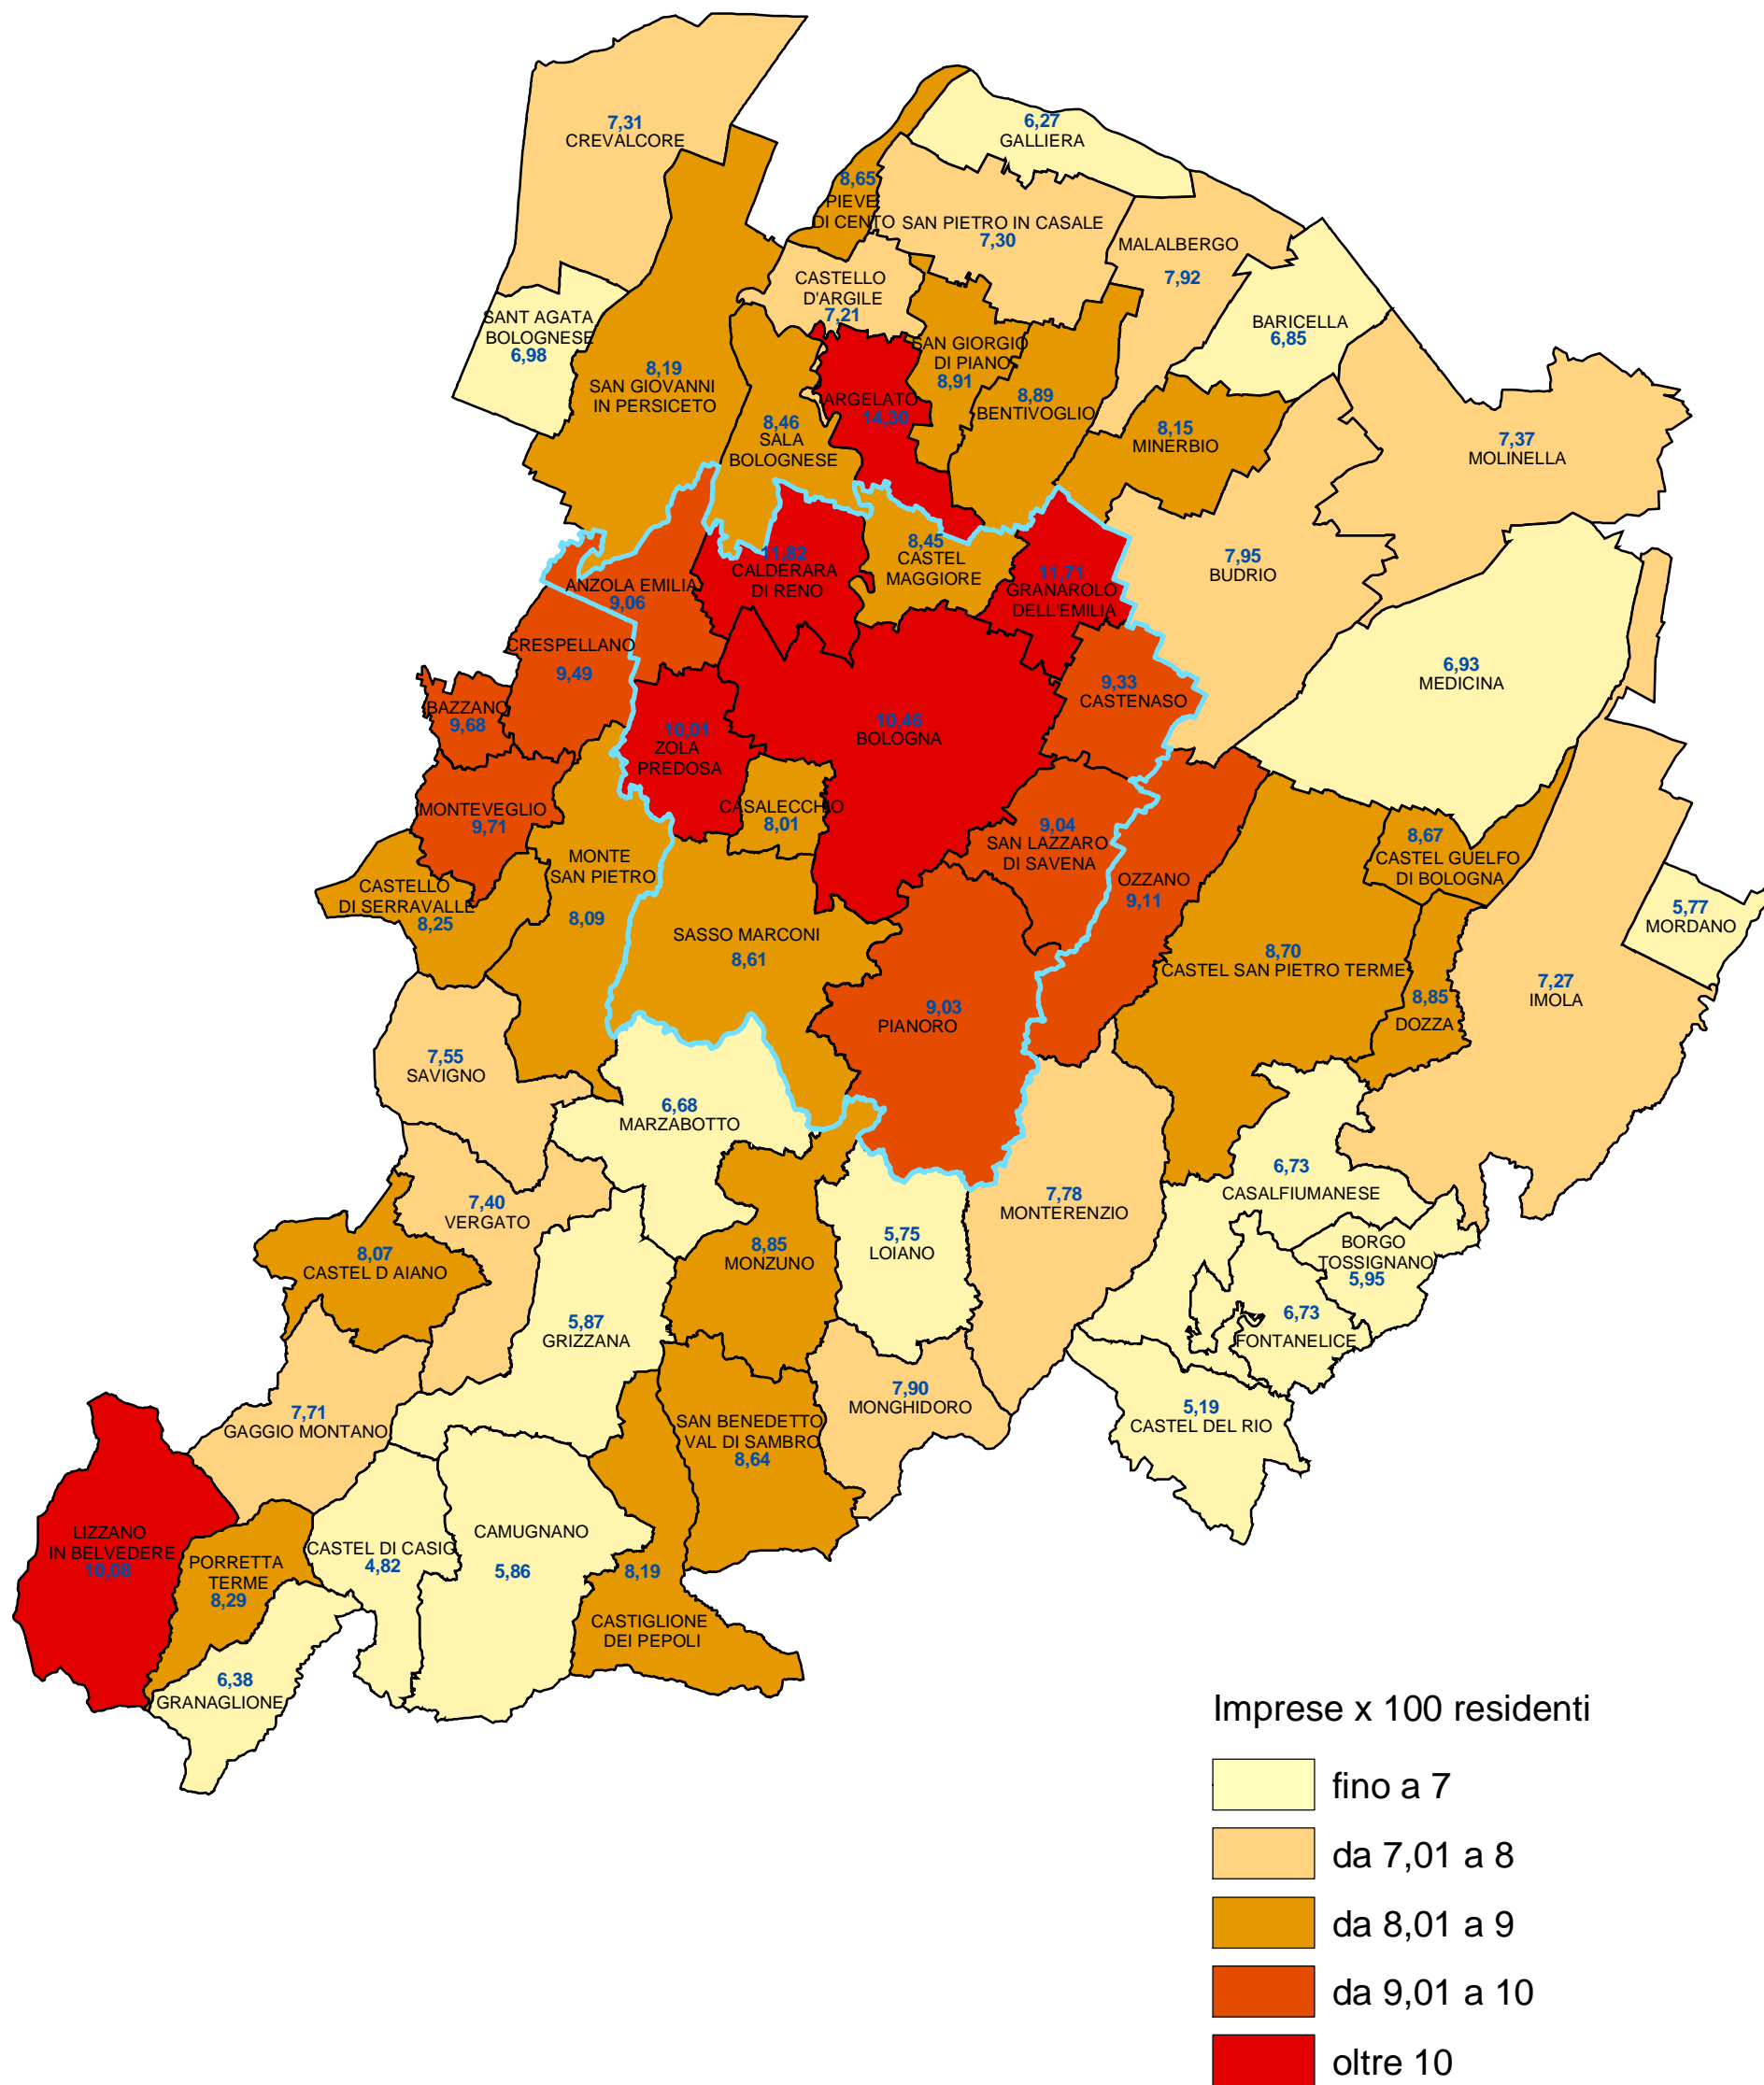 7,31
CREVALCORE
6,27
GALLIERA
8,65
PIEVE
DI CENTO
SAN PIETRO IN CASALE
7,30
MALALBERGO
7,92
CASTELLO
D'ARGILE
7,21
SANT AGATA
BOLOGNESE
6,98
BARICELLA
6,85
SAN GIORGIO
DI PIANO
8,91
8,19
SAN GIOVANNI
IN PERSICETO
ARGELATO
14,30
8,89
BENTIVOGLIO
8,46
SALA
BOLOGNESE
8,15
MINERBIO
7,37
MOLINELLA
11,82
CALDERARA
DI RENO
8,45
CASTEL
MAGGIORE
11,71
GRANAROLO
DELL'EMILIA
7,95
BUDRIO
ANZOLA EMILIA
9,06
CRESPELLANO
9,49
6,93
MEDICINA
9,33
CASTENASO
BAZZANO
9,68
10,01
ZOLA
PREDOSA
10,46
BOLOGNA
MONTEVEGLIO
9,71
CASALECCHIO
8,01
9,04
SAN LAZZARO
DI SAVENA
8,67
CASTEL GUELFO
DI BOLOGNA
MONTE
SAN PIETRO
8,09
CASTELLO
DI SERRAVALLE
8,25
OZZANO
9,11
5,77
MORDANO
SASSO MARCONI
8,61
8,70
CASTEL SAN PIETRO TERME
7,27
IMOLA
8,85
DOZZA
9,03
PIANORO
7,55
SAVIGNO
6,68
MARZABOTTO
6,73
CASALFIUMANESE
7,40
VERGATO
7,78
MONTERENZIO
5,75
LOIANO
8,85
MONZUNO
BORGO
TOSSIGNANO
5,95
8,07
CASTEL D AIANO
5,87
GRIZZANA
6,73
FONTANELICE
7,90
MONGHIDORO
5,19
CASTEL DEL RIO
7,71
GAGGIO MONTANO
SAN BENEDETTO
VAL DI SAMBRO
8,64
LIZZANO
IN BELVEDERE
10,08
CAMUGNANO
5,86
CASTEL DI CASIO
4,82
PORRETTA
TERME
8,29
8,19
CASTIGLIONE
DEI PEPOLI
6,38
GRANAGLIONE
Imprese x 100 residenti
fino a 7
da 7,01 a 8
da 8,01 a 9
da 9,01 a 10
oltre 10